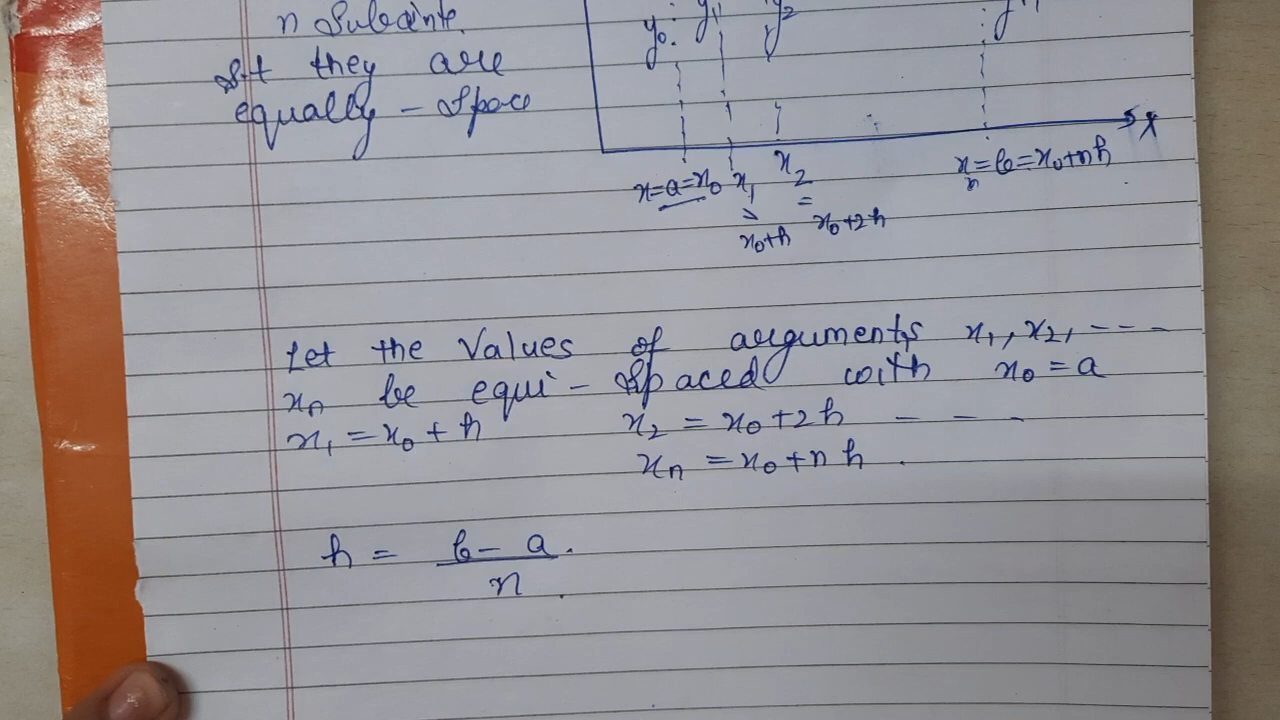 n Subinte.
S.t they are
equally - Space
y₀ y₁ y₂
X
x=a=x₀ x₁ x₂ xₙ=b=x₀+nh
= =
x₀+h x₀+2h
Let the Values of arguments x₁, x₂, - - -
xₙ be equi - Spaced with x₀ = a
x₁ = x₀ + h x₂ = x₀ + 2h - - -
xₙ = x₀ + n h .
h = b - a .
n .